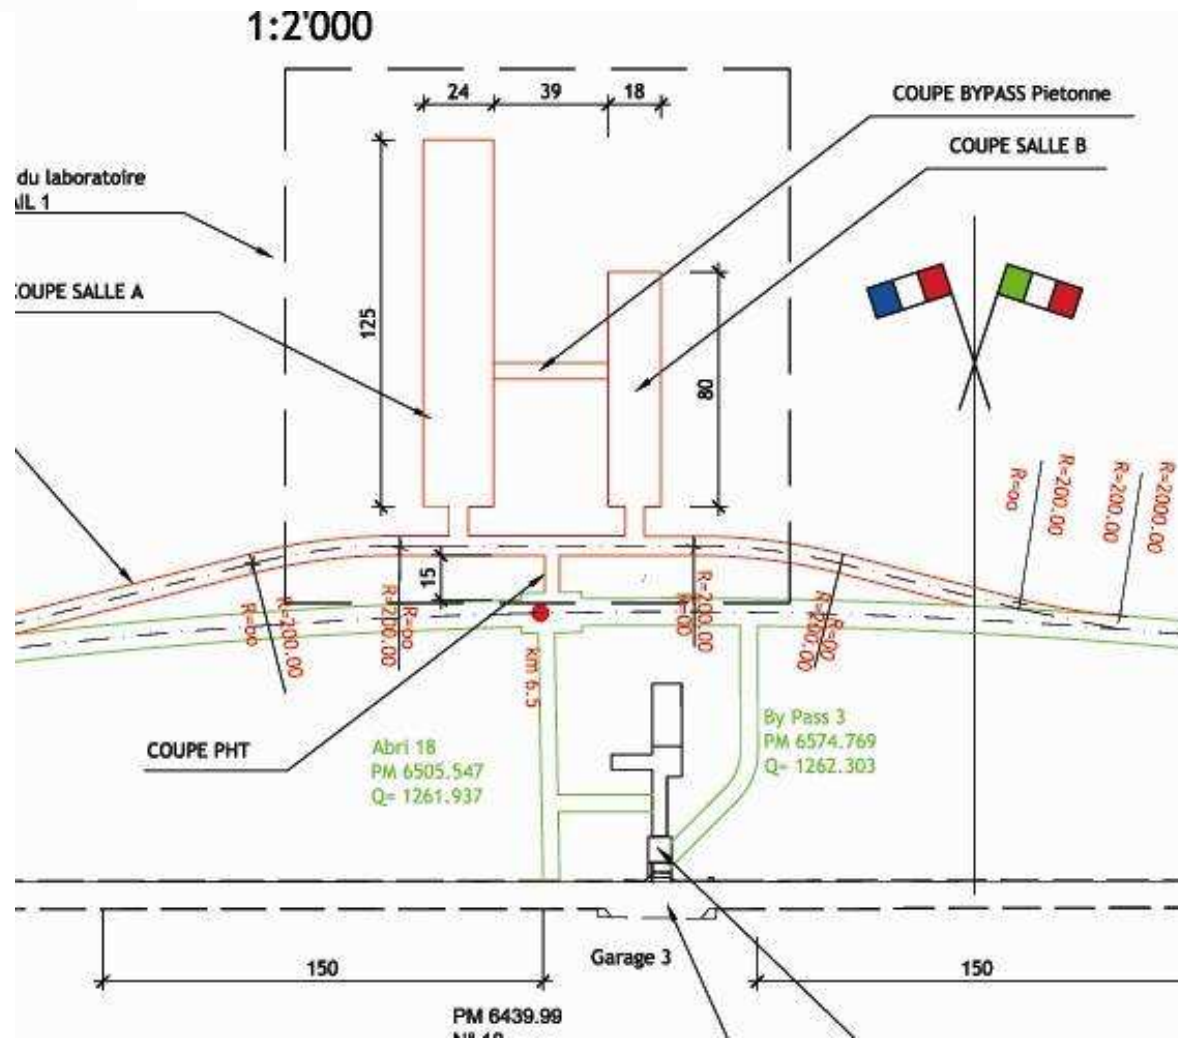 1:2'000
24
39
18
COUPE BYPASS Pietonne
COUPE SALLE B
du laboratoire
AIL 1
COUPE SALLE A
125
80
R=oo
R=200.00
R=200.00
R=2000.00
15
R=oo
R=200.00
R=200.00
R=oo
R=oo
R=200.00
R=200.00
R=oo
km 6.5
COUPE PHT
Abri 18
PM 6505.547
Q= 1261.937
By Pass 3
PM 6574.769
Q= 1262.303
150
Garage 3
150
PM 6439.99